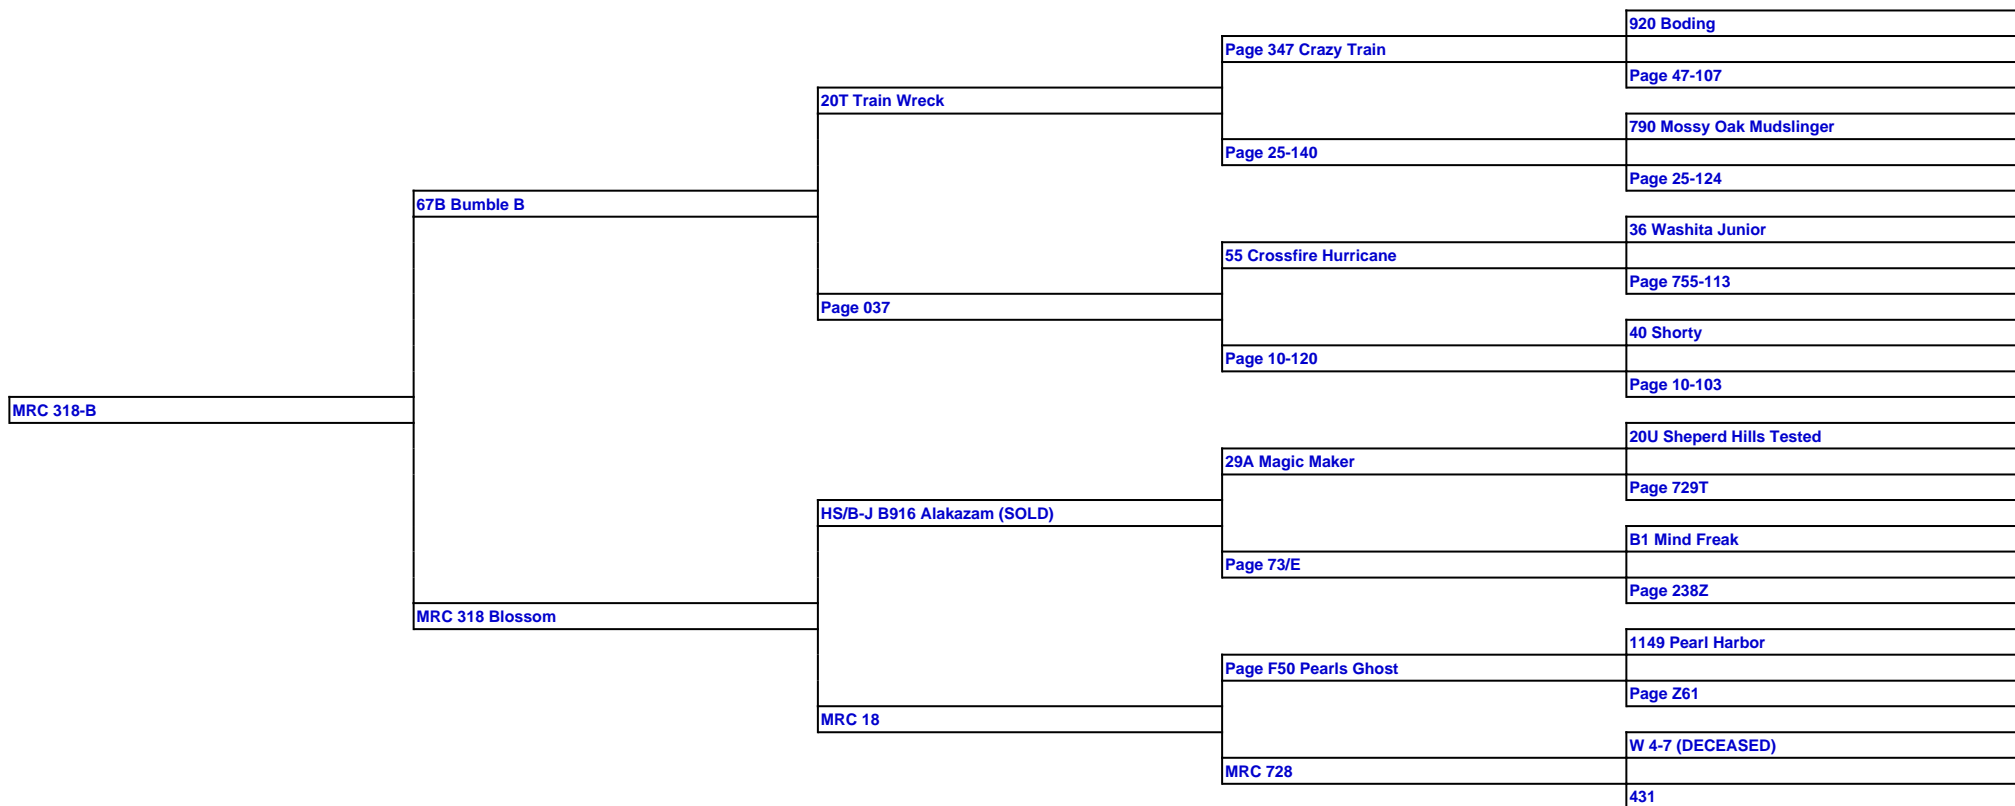 920 Boding
Page 347 Crazy Train
Page 47-107
20T Train Wreck
790 Mossy Oak Mudslinger
Page 25-140
Page 25-124
67B Bumble B
36 Washita Junior
55 Crossfire Hurricane
Page 755-113
Page 037
40 Shorty
Page 10-120
Page 10-103
MRC 318-B
20U Sheperd Hills Tested
29A Magic Maker
Page 729T
HS/B-J B916 Alakazam (SOLD)
B1 Mind Freak
Page 73/E
Page 238Z
MRC 318 Blossom
1149 Pearl Harbor
Page F50 Pearls Ghost
Page Z61
MRC 18
W 4-7 (DECEASED)
MRC 728
431